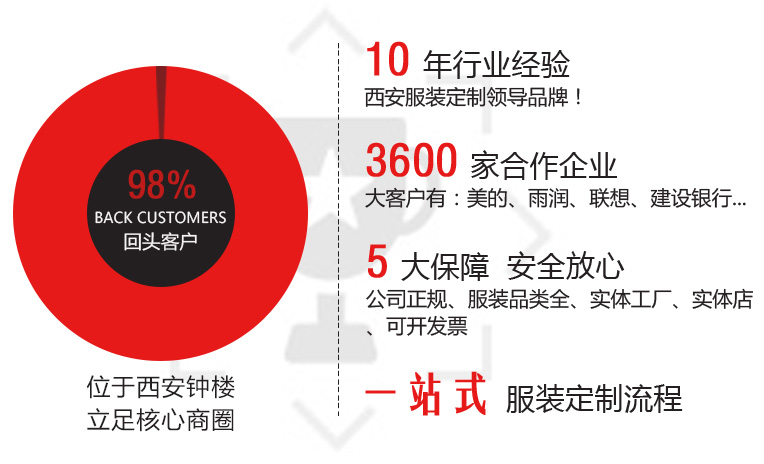 98%
BACK CUSTOMERS
回头客户
位于西安钟楼
立足核心商圈
10 年行业经验
西安服装定制领导品牌！
3600 家合作企业
大客户有：美的、雨润、联想、建设银行...
5 大保障 安全放心
公司正规、服装品类全、实体工厂、实体店
、可开发票
一站式 服装定制流程